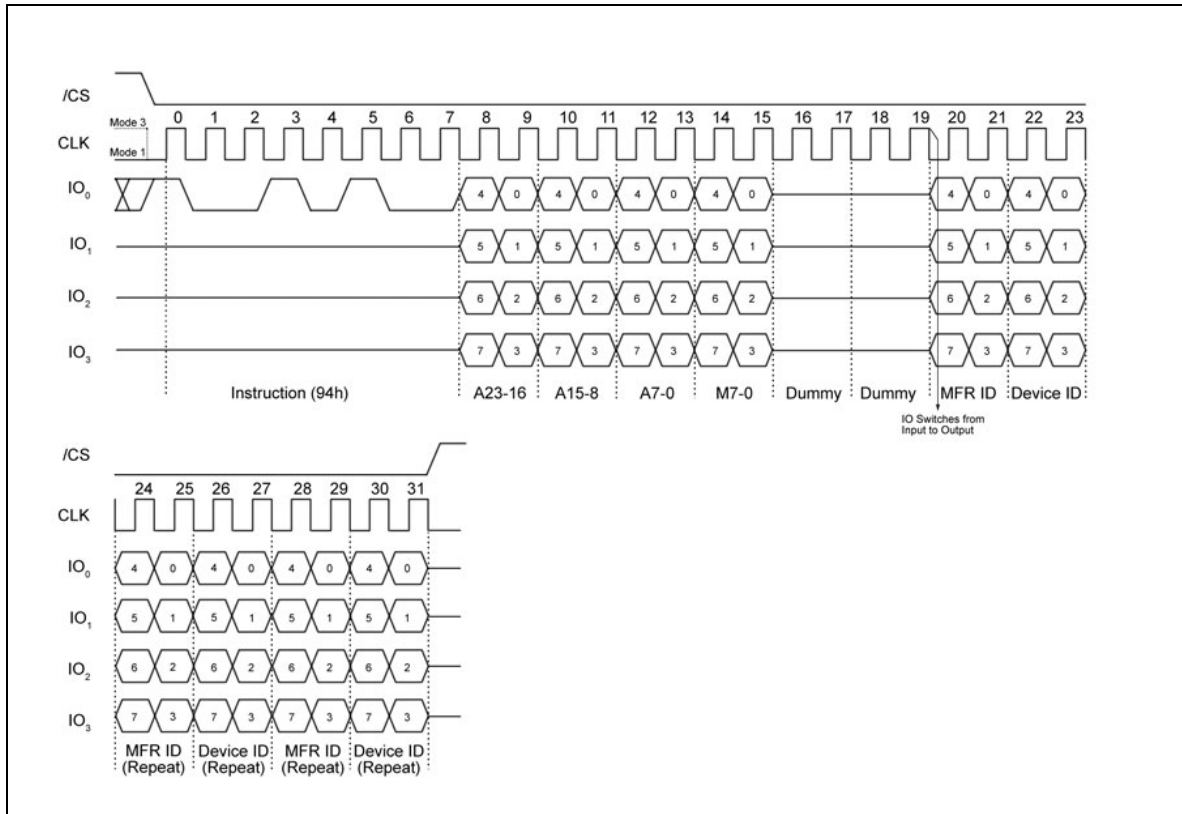 /CS
0 1 2 3 4 5 6 7 8 9 10 11 12 13 14 15 16 17 18 19 20 21 22 23
Mode 3
CLK
Mode 1
IO₀ 4 0 4 0 4 0 4 0 4 0 4 0
IO₁ 5 1 5 1 5 1 5 1 5 1 5 1
IO₂ 6 2 6 2 6 2 6 2 6 2 6 2
IO₃ 7 3 7 3 7 3 7 3 7 3 7 3
Instruction (94h) A23-16 A15-8 A7-0 M7-0 Dummy Dummy MFR ID Device ID
IO Switches from
Input to Output
/CS
24 25 26 27 28 29 30 31
CLK
IO₀ 4 0 4 0 4 0 4 0
IO₁ 5 1 5 1 5 1 5 1
IO₂ 6 2 6 2 6 2 6 2
IO₃ 7 3 7 3 7 3 7 3
MFR ID Device ID MFR ID Device ID
(Repeat) (Repeat) (Repeat) (Repeat)